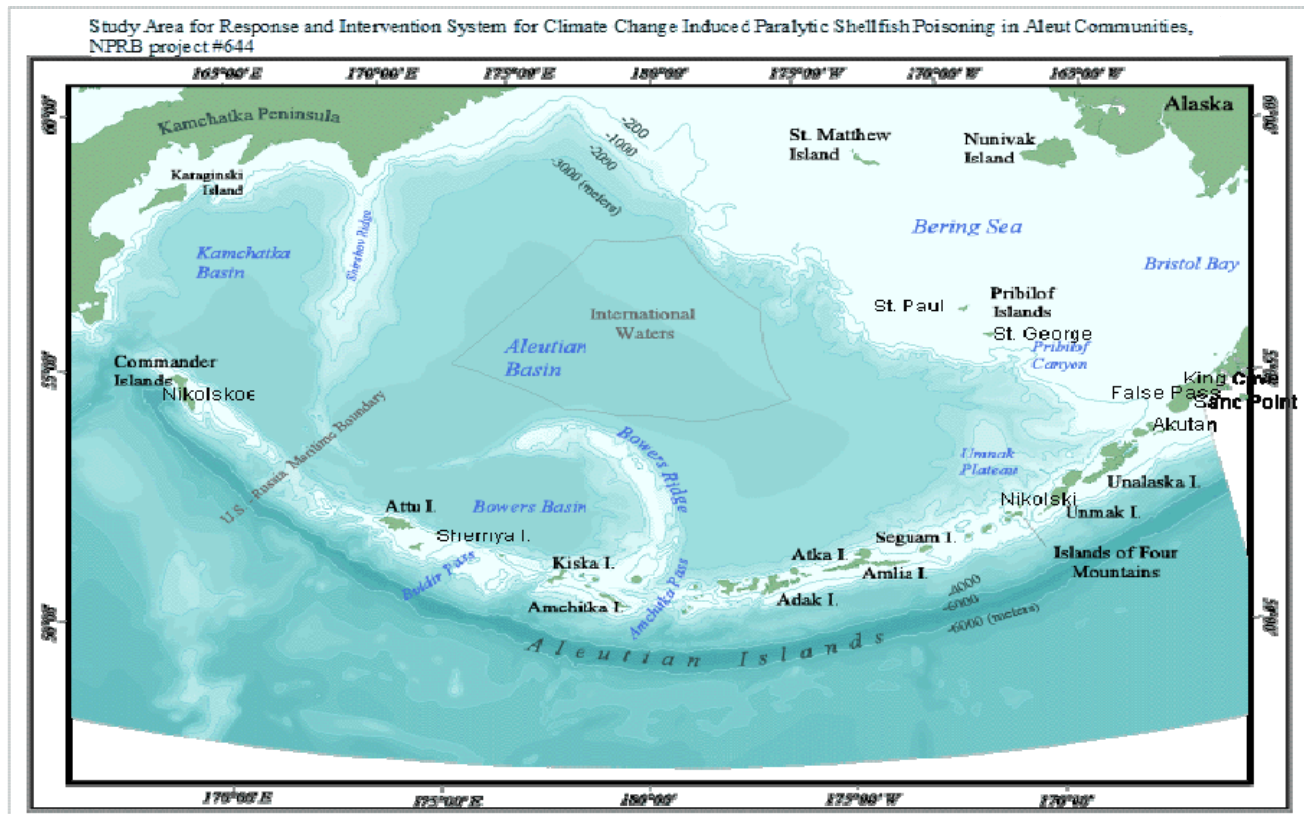 Study Area for Response and Intervention System for Climate Change Induced Paralytic Shellfish Poisoning in Aleut Communities,
NPRB project #644
165°00'E 170°00'E 175°00'E 180°00' 175°00'W 170°00'W 165°00'W
Kamchatka Peninsula
Alaska
-200
-1000
-2000
-3000 (meters)
St. Matthew
Island
Nunivak
Island
Karaginski
Island
Shirshov Ridge
Kamchatka
Basin
Bering Sea
Bristol Bay
International
Waters
St. Paul
Pribilof
Islands
St. George
Aleutian
Basin
Pribilof
Canyon
Commander
Islands
Nikolskoe
King Cove
False Pass
Sand Point
Akutan
U.S.-Russia Maritime Boundary
Bowers Ridge
Umnak
Plateau
Attu I.
Bowers Basin
Nikolski
Unalaska I.
Unmak I.
Shemya I.
Buldir Pass
Kiska I.
Atka I.
Seguam I.
Islands of Four
Mountains
Amchitka I.
Amchitka Pass
Adak I.
Amlia I.
-6000
-6000 (meters)
Aleutian Islands
170°00'E 175°00'E 180°00' 175°00'W 170°00'